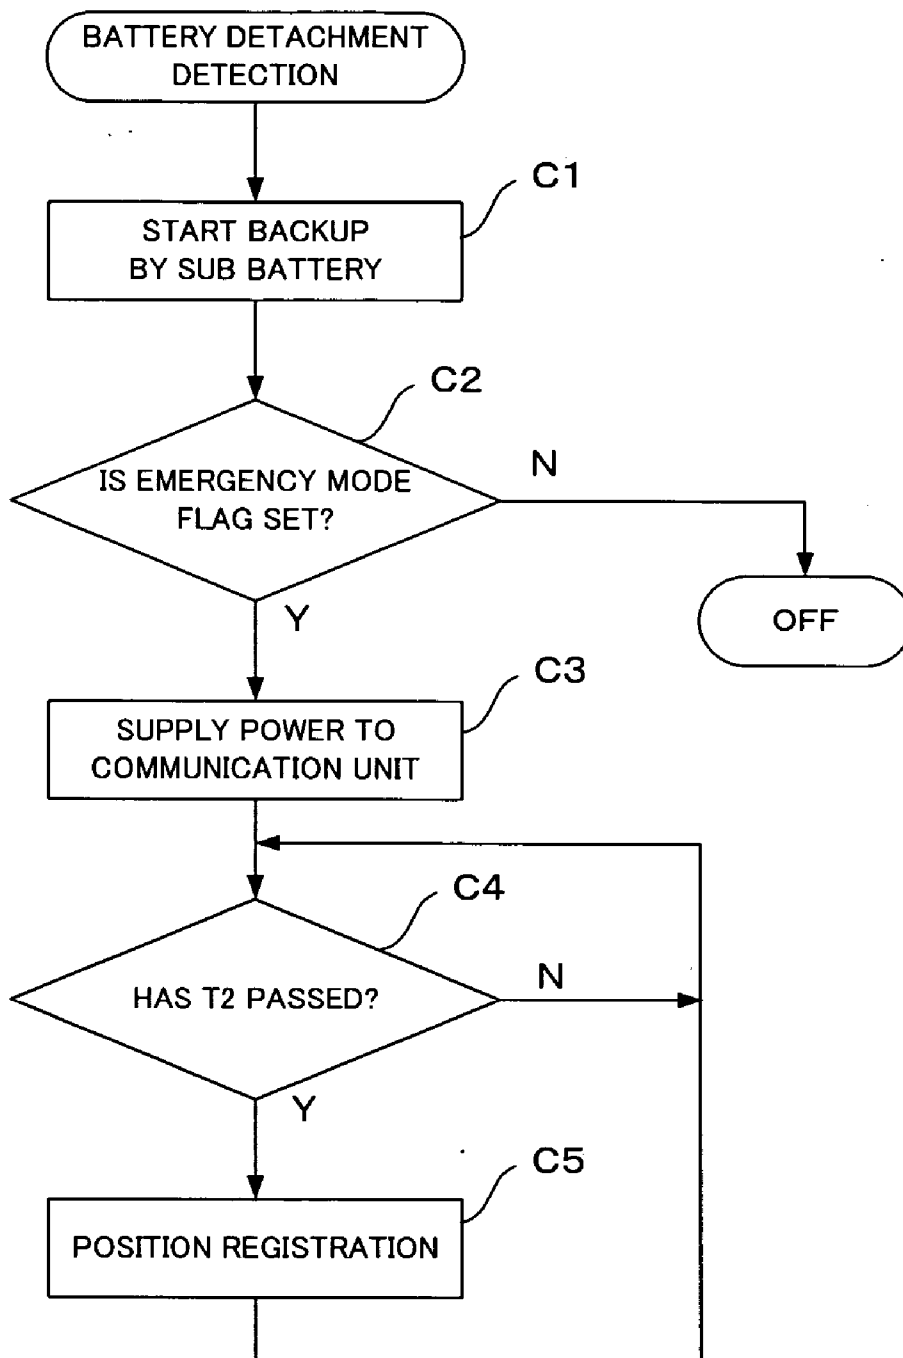 BATTERY DETACHMENT
DETECTION
C1
START BACKUP
BY SUB BATTERY
C2
IS EMERGENCY MODE
FLAG SET?
N
OFF
Y
C3
SUPPLY POWER TO
COMMUNICATION UNIT
C4
HAS T2 PASSED?
N
Y
C5
POSITION REGISTRATION